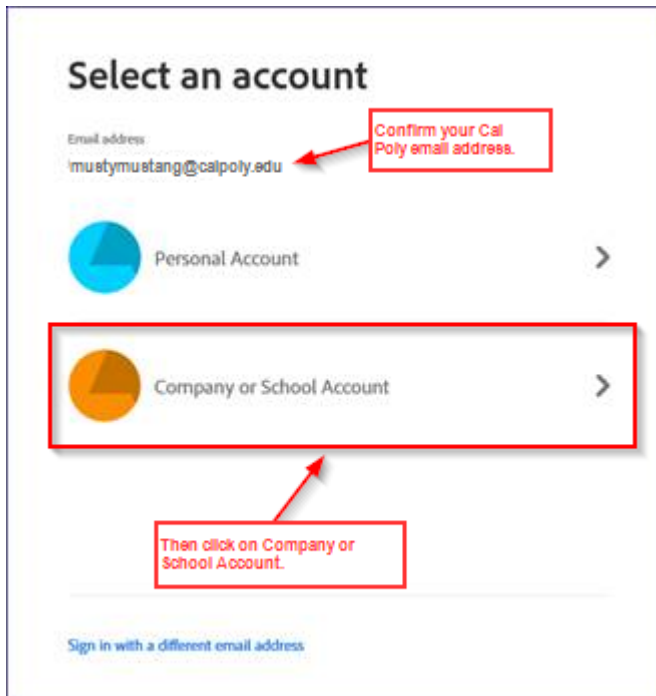 Select an account
Email address
mustymustang@calpoly.edu
Confirm your Cal
Poly email address.
Personal Account
Company or School Account
Then click on Company or
School Account.
Sign in with a different email address